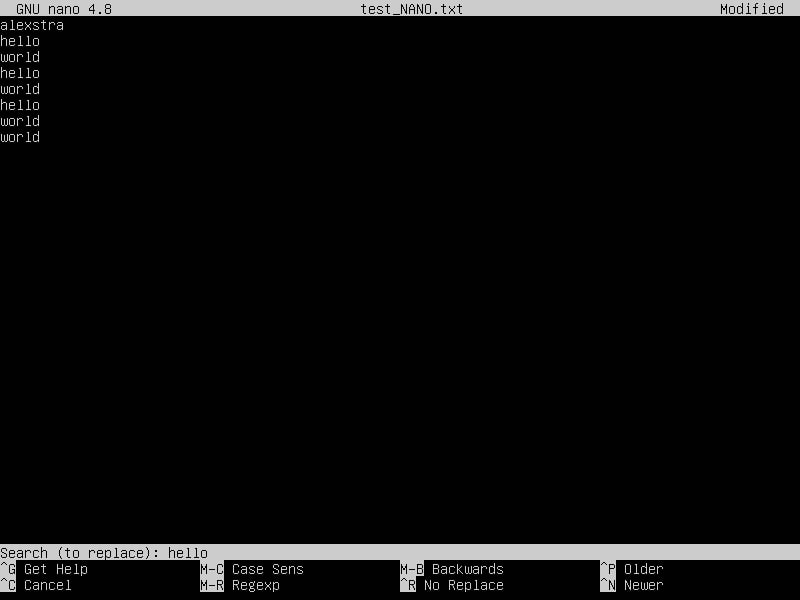 GNU nano 4.8 test_NANO.txt Modified
alexstra
hello
world
hello
world
hello
world
world
Search (to replace): hello
^G Get Help M-C Case Sens M-B Backwards ^P Older
^C Cancel M-R Regexp ^R No Replace ^N Newer